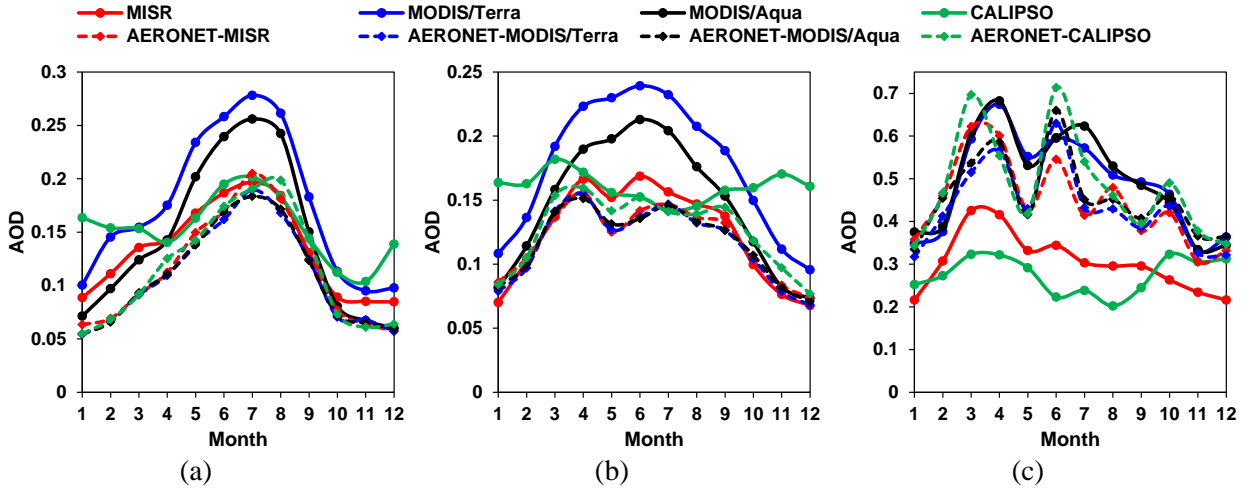 MISR MODIS/Terra MODIS/Aqua CALIPSO
AERONET-MISR AERONET-MODIS/Terra AERONET-MODIS/Aqua AERONET-CALIPSO
AOD
0.3
0.25
0.2
0.15
0.1
0.05
0
1 2 3 4 5 6 7 8 9 10 11 12
Month
(a)
AOD
0.25
0.2
0.15
0.1
0.05
0
1 2 3 4 5 6 7 8 9 10 11 12
Month
(b)
AOD
0.7
0.6
0.5
0.4
0.3
0.2
0.1
0
1 2 3 4 5 6 7 8 9 10 11 12
Month
(c)